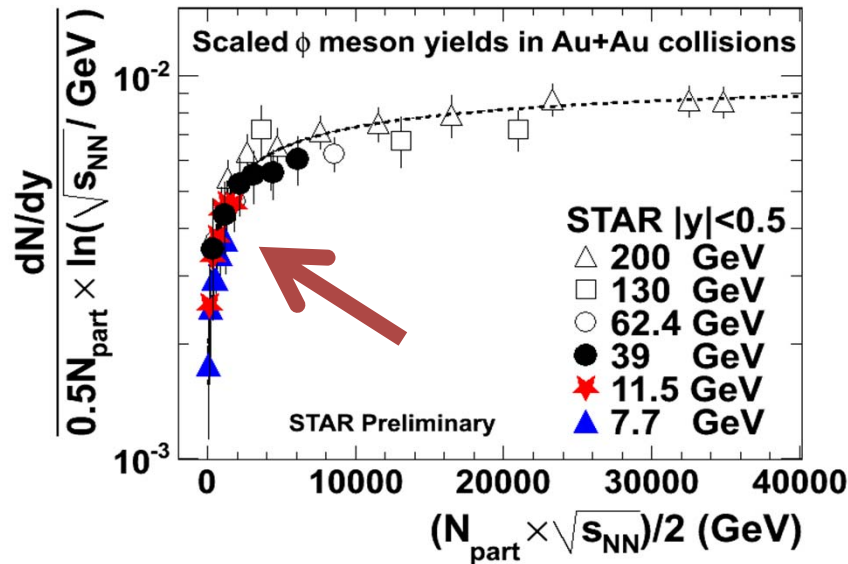 Scaled ϕ meson yields in Au+Au collisions
10⁻²
10⁻³
dN/dy
0.5N_part × ln(√s_NN / GeV)
STAR |y|<0.5
200 GeV
130 GeV
62.4 GeV
39 GeV
11.5 GeV
7.7 GeV
STAR Preliminary
0 10000 20000 30000 40000
(N_part × √s_NN)/2 (GeV)